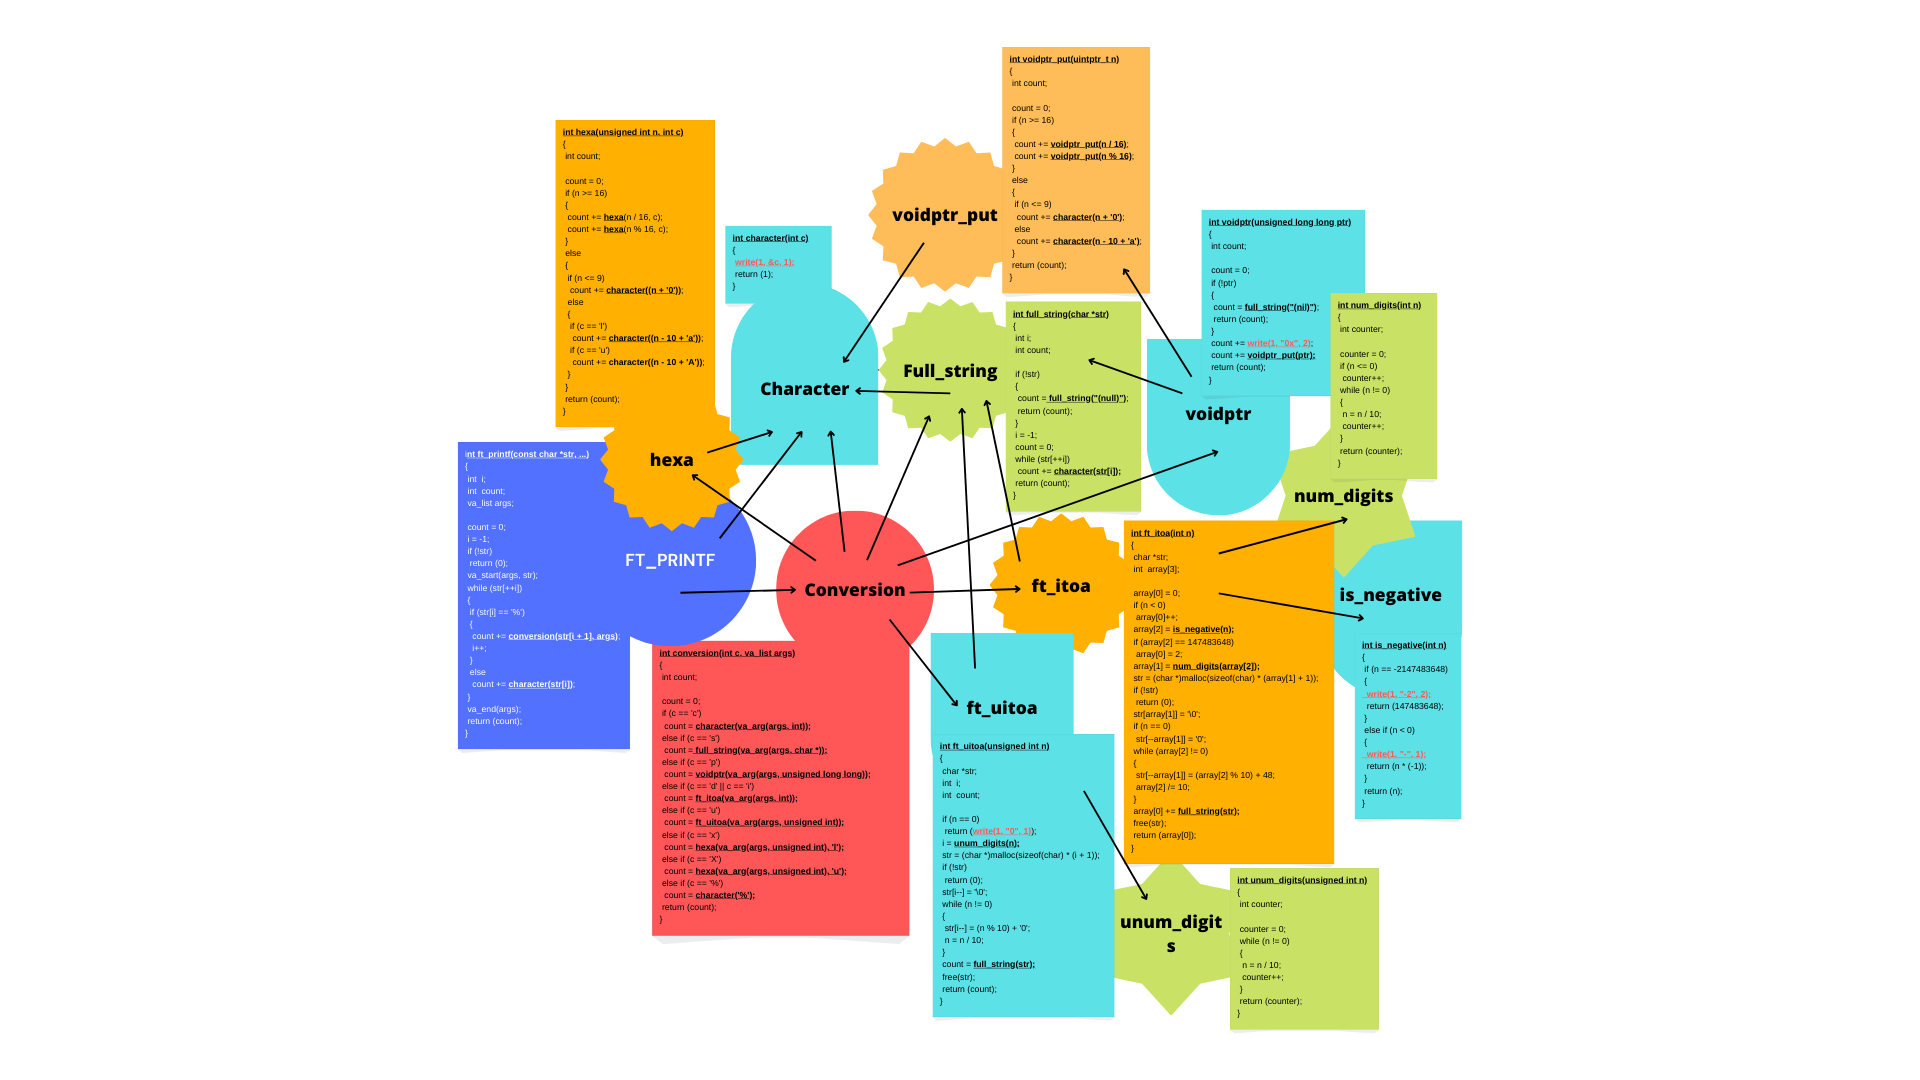 int voidptr_put(uintptr_t n)
{
int count;
count = 0;
if (n >= 16)
{
count += voidptr_put(n / 16);
count += voidptr_put(n % 16);
}
else
{
if (n <= 9)
count += character(n + '0');
else
count += character(n - 10 + 'a');
}
return (count);
}
voidptr_put
int hexa(unsigned int n, int c)
{
int count;
count = 0;
if (n >= 16)
{
count += hexa(n / 16, c);
count += hexa(n % 16, c);
}
else
{
if (n <= 9)
count += character((n + '0'));
else
{
if (c == 'l')
count += character((n - 10 + 'a'));
if (c == 'u')
count += character((n - 10 + 'A'));
}
}
return (count);
}
hexa
int character(int c)
{
write(1, &c, 1);
return (1);
}
Character
Full_string
int full_string(char *str)
{
int i;
int count;
if (!str)
{
count = full_string("(null)");
return (count);
}
i = -1;
count = 0;
while (str[++i])
count += character(str[i]);
return (count);
}
int voidptr(unsigned long long ptr)
{
int count;
count = 0;
if (!ptr)
{
count = full_string("(nil)");
return (count);
}
count += write(1, "0x", 2);
count += voidptr_put(ptr);
return (count);
}
voidptr
int num_digits(int n)
{
int counter;
counter = 0;
if (n <= 0)
counter++;
while (n != 0)
{
n = n / 10;
counter++;
}
return (counter);
}
num_digits
int ft_printf(const char *str, ...)
{
int i;
int count;
va_list args;
count = 0;
i = -1;
if (!str)
return (0);
va_start(args, str);
while (str[++i])
{
if (str[i] == '%')
{
count += conversion(str[i + 1], args);
i++;
}
else
count += character(str[i]);
}
va_end(args);
return (count);
}
FT_PRINTF
Conversion
int conversion(int c, va_list args)
{
int count;
count = 0;
if (c == 'c')
count = character(va_arg(args, int));
else if (c == 's')
count = full_string(va_arg(args, char *));
else if (c == 'p')
count = voidptr(va_arg(args, unsigned long long));
else if (c == 'd' || c == 'i')
count = ft_itoa(va_arg(args, int));
else if (c == 'u')
count = ft_uitoa(va_arg(args, unsigned int));
else if (c == 'x')
count = hexa(va_arg(args, unsigned int), 'l');
else if (c == 'X')
count = hexa(va_arg(args, unsigned int), 'u');
else if (c == '%')
count = character('%');
return (count);
}
ft_itoa
int ft_itoa(int n)
{
char *str;
int array[3];
array[0] = 0;
if (n < 0)
array[0]++;
array[2] = is_negative(n);
if (array[2] == 147483648)
array[0] = 2;
array[1] = num_digits(array[2]);
str = (char *)malloc(sizeof(char) * (array[1] + 1));
if (!str)
return (0);
str[array[1]] = '\0';
if (n == 0)
str[--array[1]] = '0';
while (array[2] != 0)
{
str[--array[1]] = (array[2] % 10) + 48;
array[2] /= 10;
}
array[0] += full_string(str);
free(str);
return (array[0]);
}
is_negative
int is_negative(int n)
{
if (n == -2147483648)
{
write(1, "-2", 2);
return (147483648);
}
else if (n < 0)
{
write(1, "-", 1);
return (n * (-1));
}
return (n);
}
ft_uitoa
int ft_uitoa(unsigned int n)
{
char *str;
int i;
int count;
if (n == 0)
return (write(1, "0", 1));
i = unum_digits(n);
str = (char *)malloc(sizeof(char) * (i + 1));
if (!str)
return (0);
str[i--] = '\0';
while (n != 0)
{
str[i--] = (n % 10) + '0';
n = n / 10;
}
count = full_string(str);
free(str);
return (count);
}
unum_digit
s
int unum_digits(unsigned int n)
{
int counter;
counter = 0;
while (n != 0)
{
n = n / 10;
counter++;
}
return (counter);
}